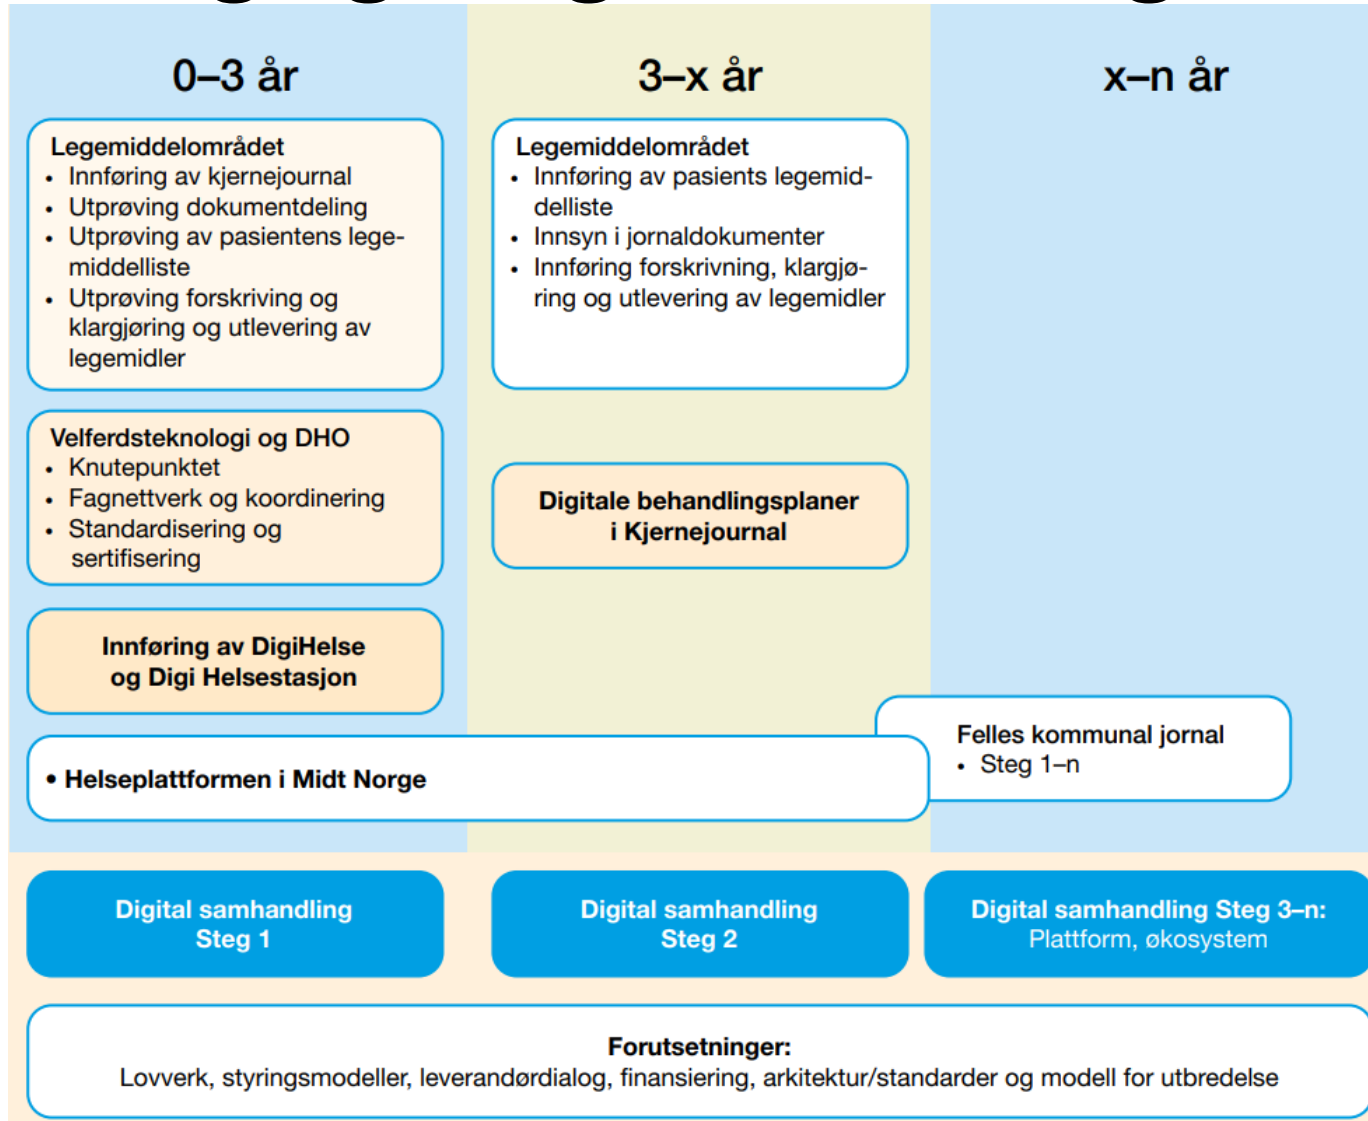 0–3 år
Legemiddelområdet
• Innføring av kjernejournal
• Utprøving dokumentdeling
• Utprøving av pasientens lege-
middelliste
• Utprøving forskriving og
klargjøring og utlevering av
legemidler
Velferdsteknologi og DHO
• Knutepunktet
• Fagnettverk og koordinering
• Standardisering og
sertifisering
Innføring av DigiHelse
og Digi Helsestasjon
3–x år
Legemiddelområdet
• Innføring av pasients legemid-
delliste
• Innsyn i jornaldokumenter
• Innføring forskrivning, klargjø-
ring og utlevering av legemidler
Digitale behandlingsplaner
i Kjernejournal
x–n år
Felles kommunal jornal
• Steg 1–n
• Helseplattformen i Midt Norge
Digital samhandling
Steg 1
Digital samhandling
Steg 2
Digital samhandling Steg 3–n:
Plattform, økosystem
Forutsetninger:
Lovverk, styringsmodeller, leverandørdialog, finansiering, arkitektur/standarder og modell for utbredelse